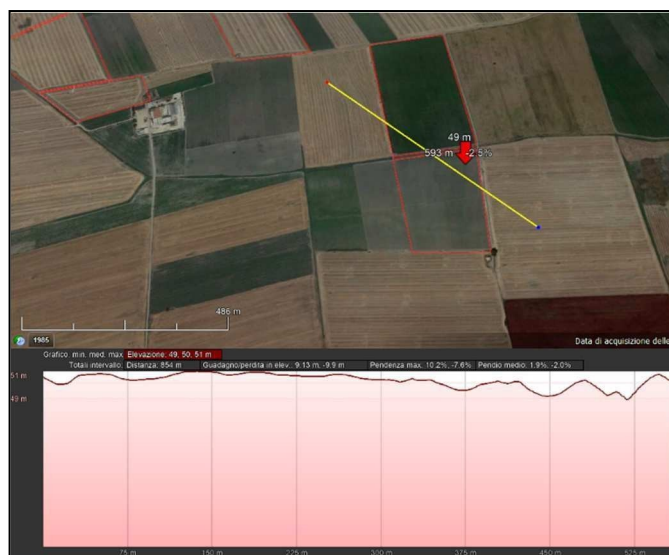 49 m
593 m -2.5%
486 m
1985
Data di acquisizione delle
Grafico: min, med, max Elevazione: 49, 50, 51 m
Totali intervallo: Distanza: 854 m Guadagno/perdita in elev.: 9.13 m, -9.9 m Pendenza max: 10.2%, -7.6% Pendio medio: 1.9%, -2.0%
51 m
49 m
75 m 150 m 225 m 300 m 375 m 450 m 525 m